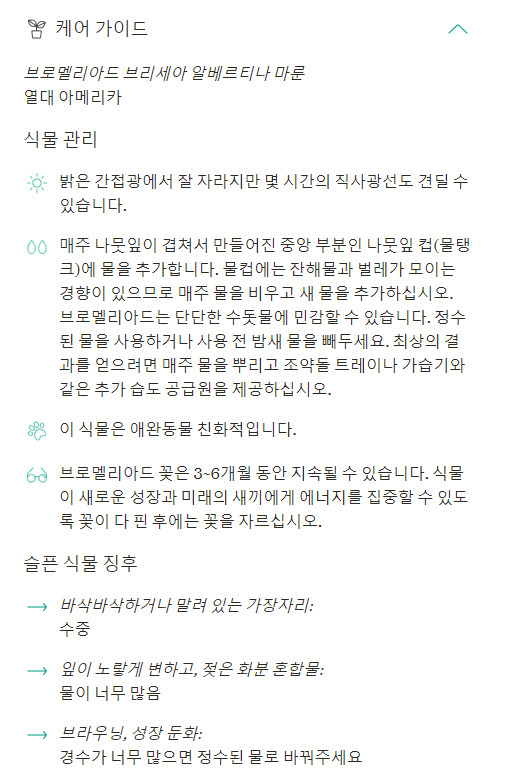 케어 가이드
브로멜리아드 브리세아 알베르티나 마룬
열대 아메리카
식물 관리
밝은 간접광에서 잘 자라지만 몇 시간의 직사광선도 견딜 수
있습니다.
매주 나뭇잎이 겹쳐서 만들어진 중앙 부분인 나뭇잎 컵(물탱
크)에 물을 추가합니다. 물컵에는 잔해물과 벌레가 모이는
경향이 있으므로 매주 물을 비우고 새 물을 추가하십시오.
브로멜리아드는 단단한 수돗물에 민감할 수 있습니다. 정수
된 물을 사용하거나 사용 전 밤새 물을 빼두세요. 최상의 결
과를 얻으려면 매주 물을 뿌리고 조약돌 트레이나 가습기와
같은 추가 습도 공급원을 제공하십시오.
이 식물은 애완동물 친화적입니다.
브로멜리아드 꽃은 3~6개월 동안 지속될 수 있습니다. 식물
이 새로운 성장과 미래의 새끼에게 에너지를 집중할 수 있도
록 꽃이 다 핀 후에는 꽃을 자르십시오.
슬픈 식물 징후
바삭바삭하거나 말려 있는 가장자리:
수중
잎이 노랗게 변하고, 젖은 화분 혼합물:
물이 너무 많음
브라우닝, 성장 둔화:
경수가 너무 많으면 정수된 물로 바꿔주세요